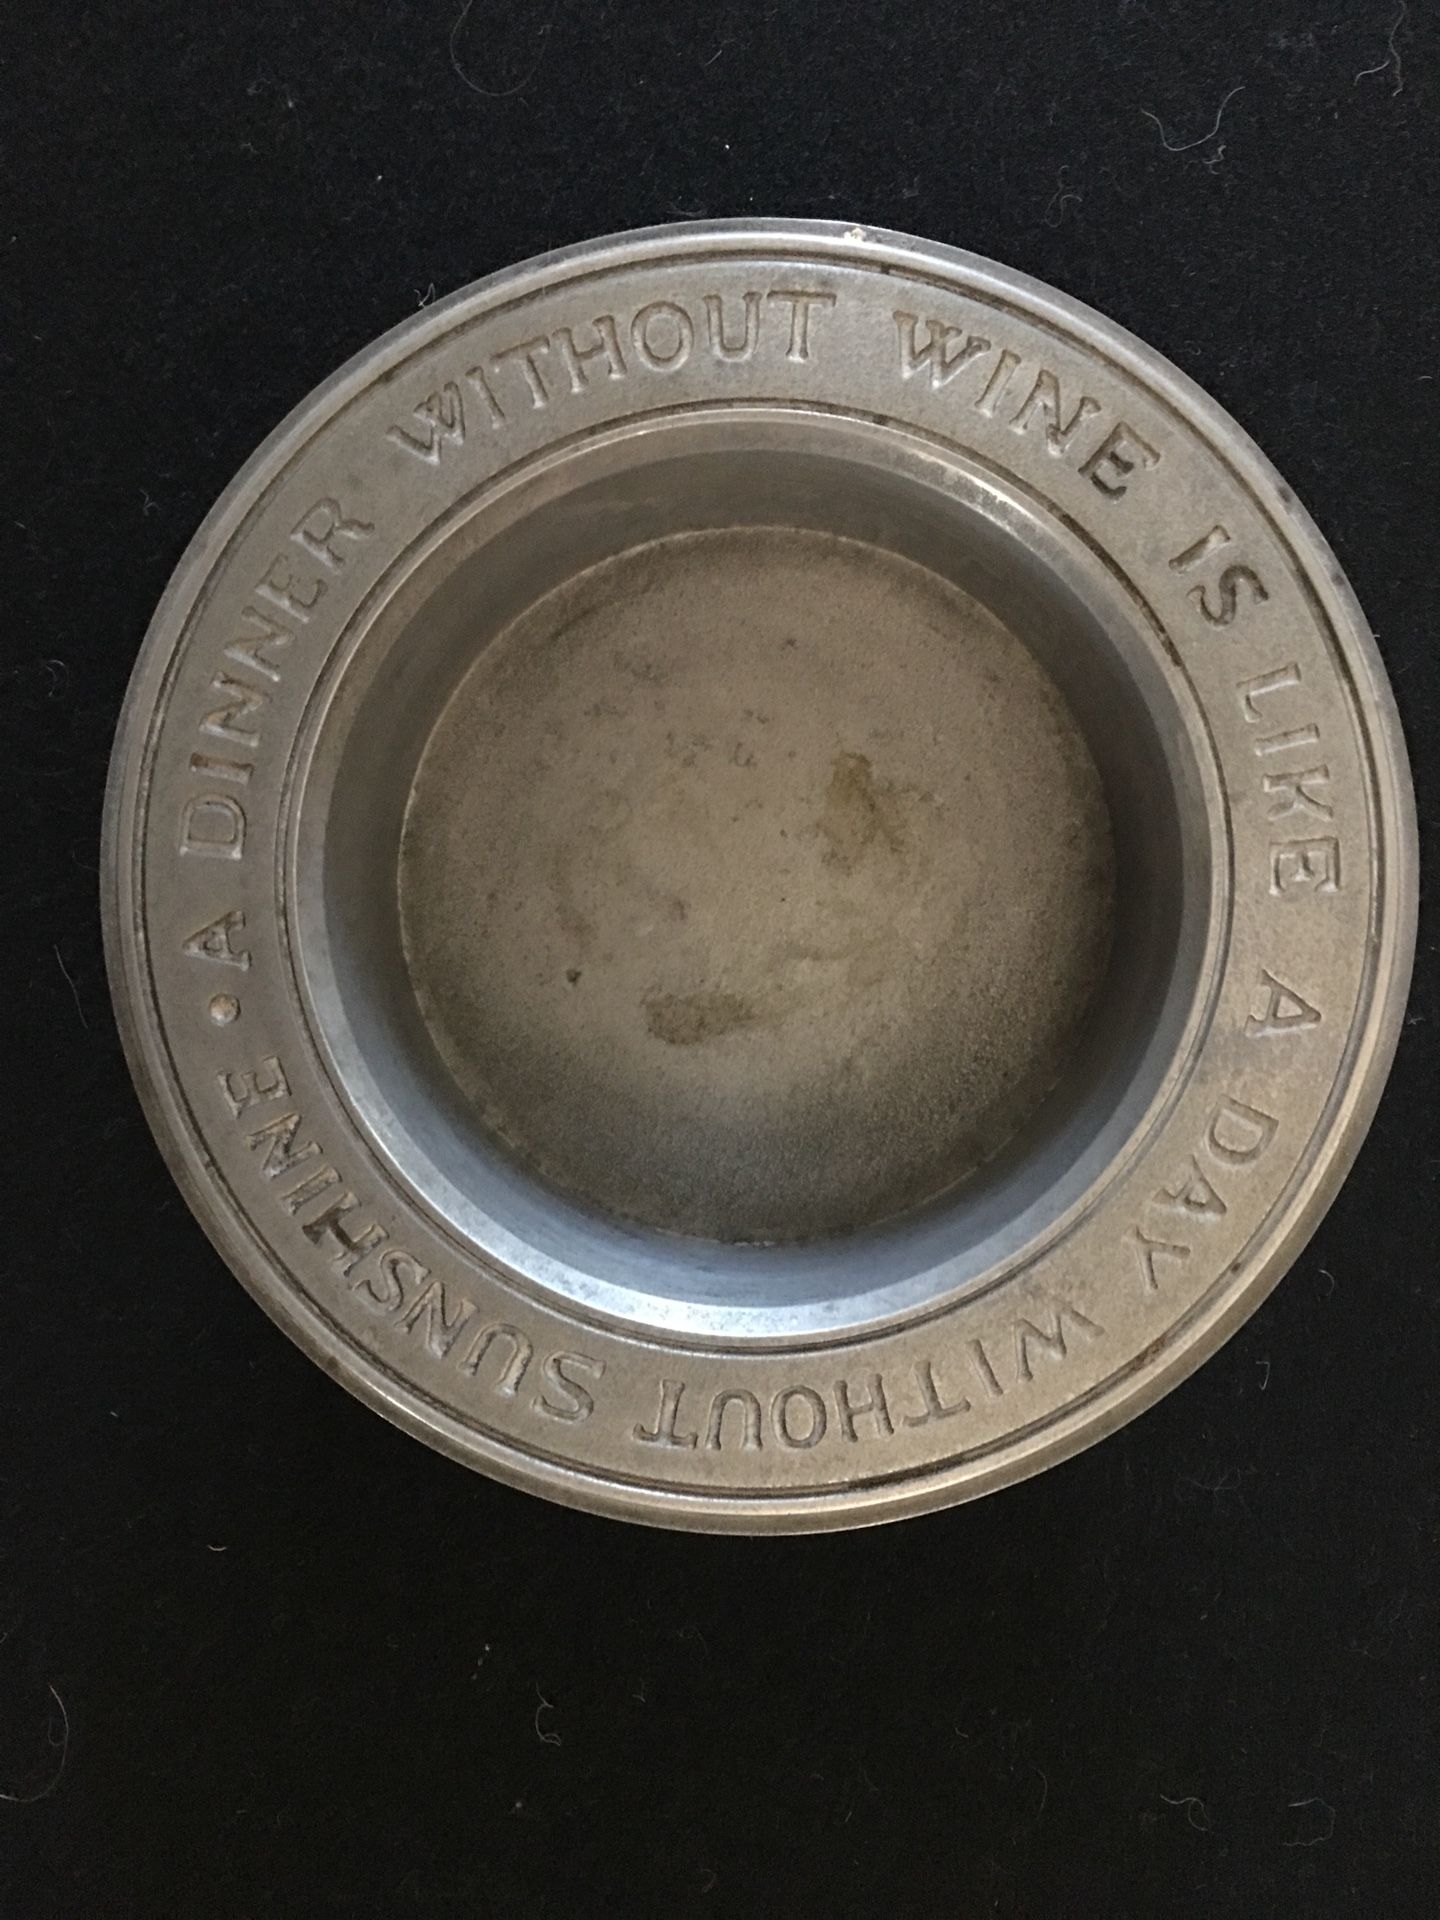 A DINNER WITHOUT WINE IS LIKE A DAY WITHOUT SUNSHINE •